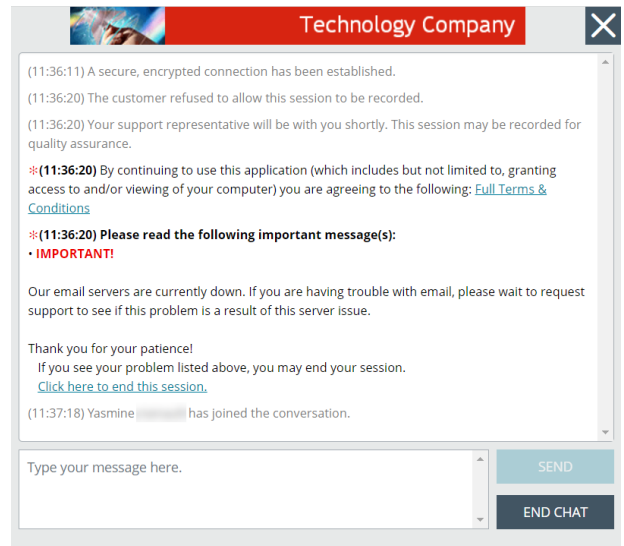 Technology Company
(11:36:11) A secure, encrypted connection has been established.
(11:36:20) The customer refused to allow this session to be recorded.
(11:36:20) Your support representative will be with you shortly. This session may be recorded for
quality assurance.
※(11:36:20) By continuing to use this application (which includes but not limited to, granting
access to and/or viewing of your computer) you are agreeing to the following: Full Terms &
Conditions
※(11:36:20) Please read the following important message(s):
• IMPORTANT!
Our email servers are currently down. If you are having trouble with email, please wait to request
support to see if this problem is a result of this server issue.
Thank you for your patience!
If you see your problem listed above, you may end your session.
Click here to end this session.
(11:37:18) Yasmine has joined the conversation.
Type your message here.
SEND
END CHAT